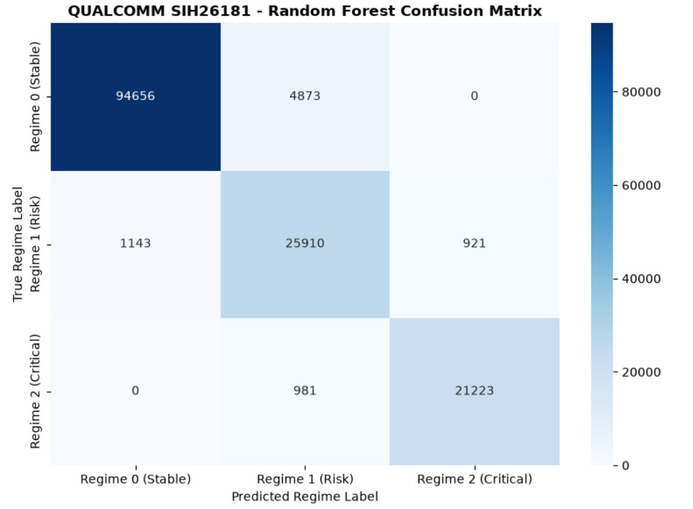 QUALCOMM SIH26181 - Random Forest Confusion Matrix
True Regime Label
Regime 0 (Stable)
94656 4873 0
Regime 1 (Risk)
1143 25910 921
Regime 2 (Critical)
0 981 21223
Regime 0 (Stable) Regime 1 (Risk) Regime 2 (Critical)
Predicted Regime Label
80000
60000
40000
20000
0